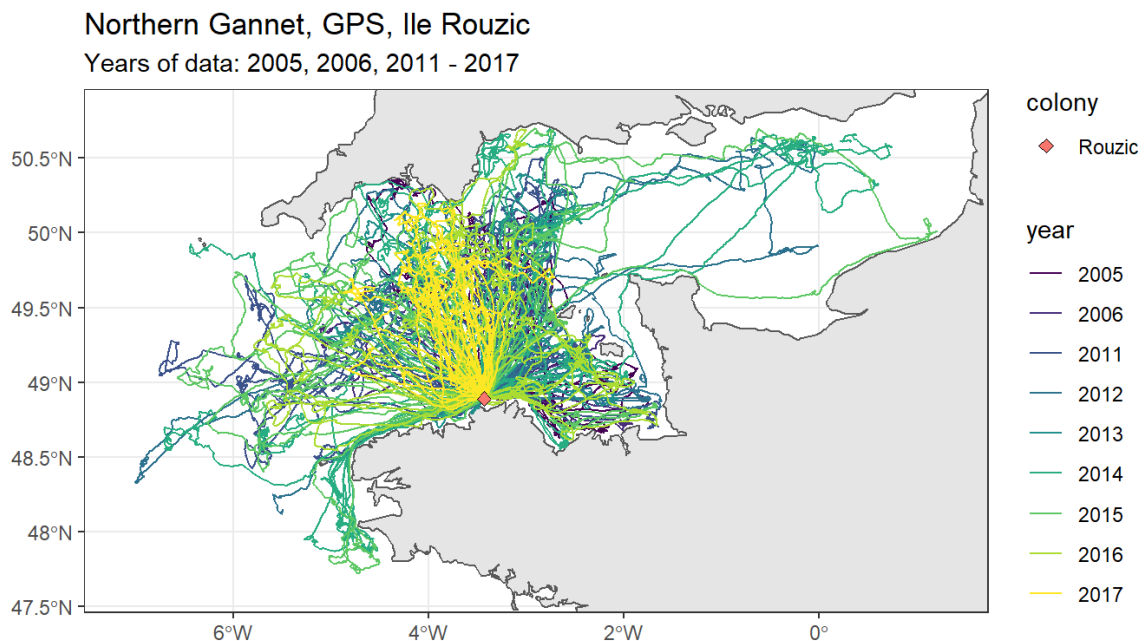 Northern Gannet, GPS, Ile Rouzic
Years of data: 2005, 2006, 2011 - 2017
50.5°N
50°N
49.5°N
49°N
48.5°N
48°N
47.5°N
6°W
4°W
2°W
0°
colony
Rouzic
year
2005
2006
2011
2012
2013
2014
2015
2016
2017